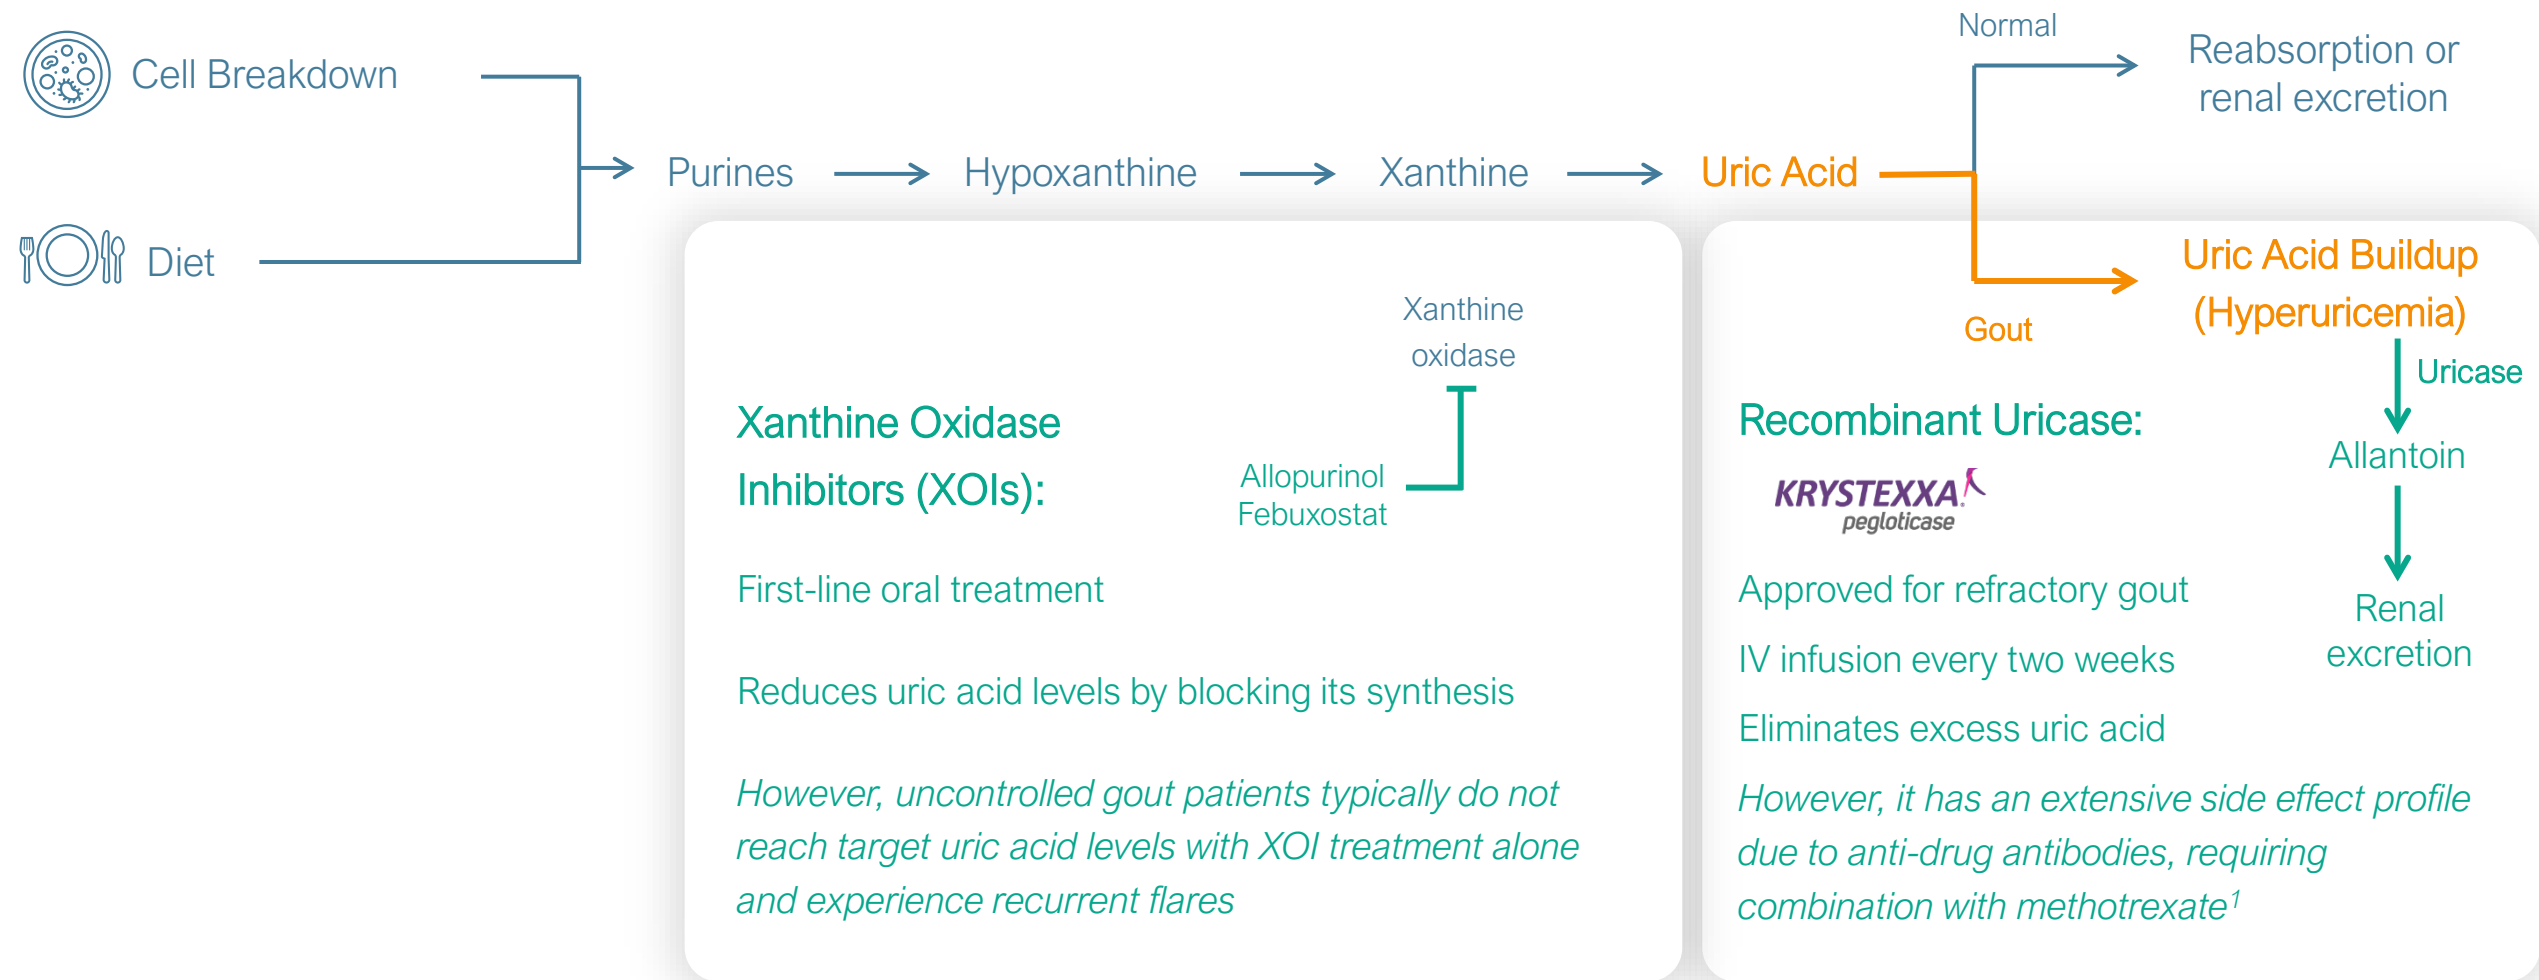 Cell Breakdown
Diet
Purines
Hypoxanthine
Xanthine
Uric Acid
Normal
Reabsorption or
renal excretion
Gout
Uric Acid Buildup
(Hyperuricemia)
Uricase
Allantoin
Renal
excretion
Xanthine
oxidase
Xanthine Oxidase
Inhibitors (XOIs):
Allopurinol
Febuxostat
First-line oral treatment
Reduces uric acid levels by blocking its synthesis
However, uncontrolled gout patients typically do not
reach target uric acid levels with XOI treatment alone
and experience recurrent flares
Recombinant Uricase:
KRYSTEXXA®
pegloticase
Approved for refractory gout
IV infusion every two weeks
Eliminates excess uric acid
However, it has an extensive side effect profile
due to anti-drug antibodies, requiring
combination with methotrexate¹